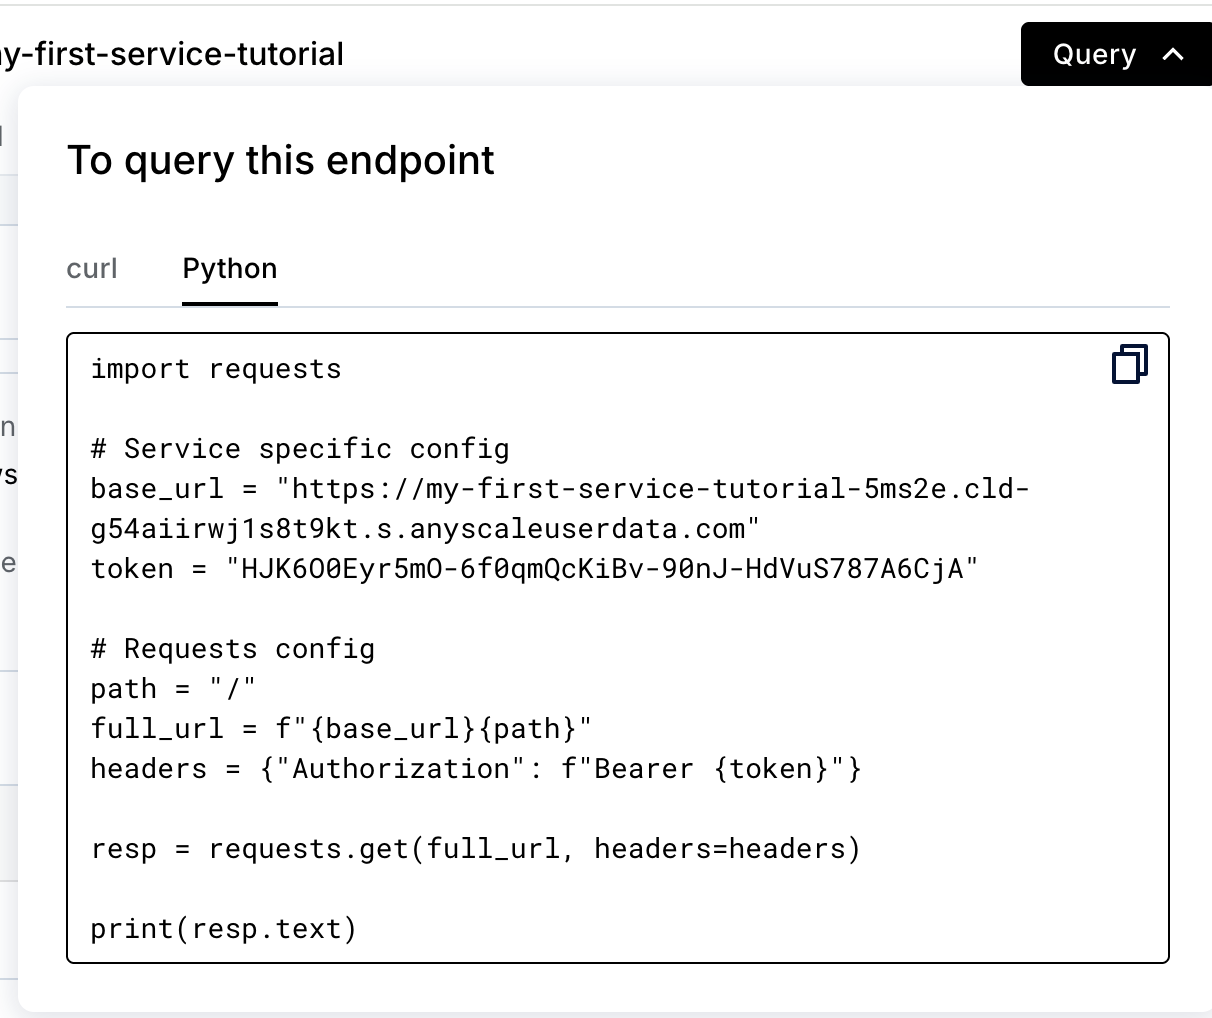 y-first-service-tutorial
Query
To query this endpoint
curl
Python
import requests
# Service specific config
base_url = "https://my-first-service-tutorial-5ms2e.cld-
g54aiirwj1s8t9kt.s.anyscaleuserdata.com"
token = "HJK6O0Eyr5mO-6f0qmQcKiBv-90nJ-HdVuS787A6CjA"
# Requests config
path = "/"
full_url = f"{base_url}{path}"
headers = {"Authorization": f"Bearer {token}"}
resp = requests.get(full_url, headers=headers)
print(resp.text)